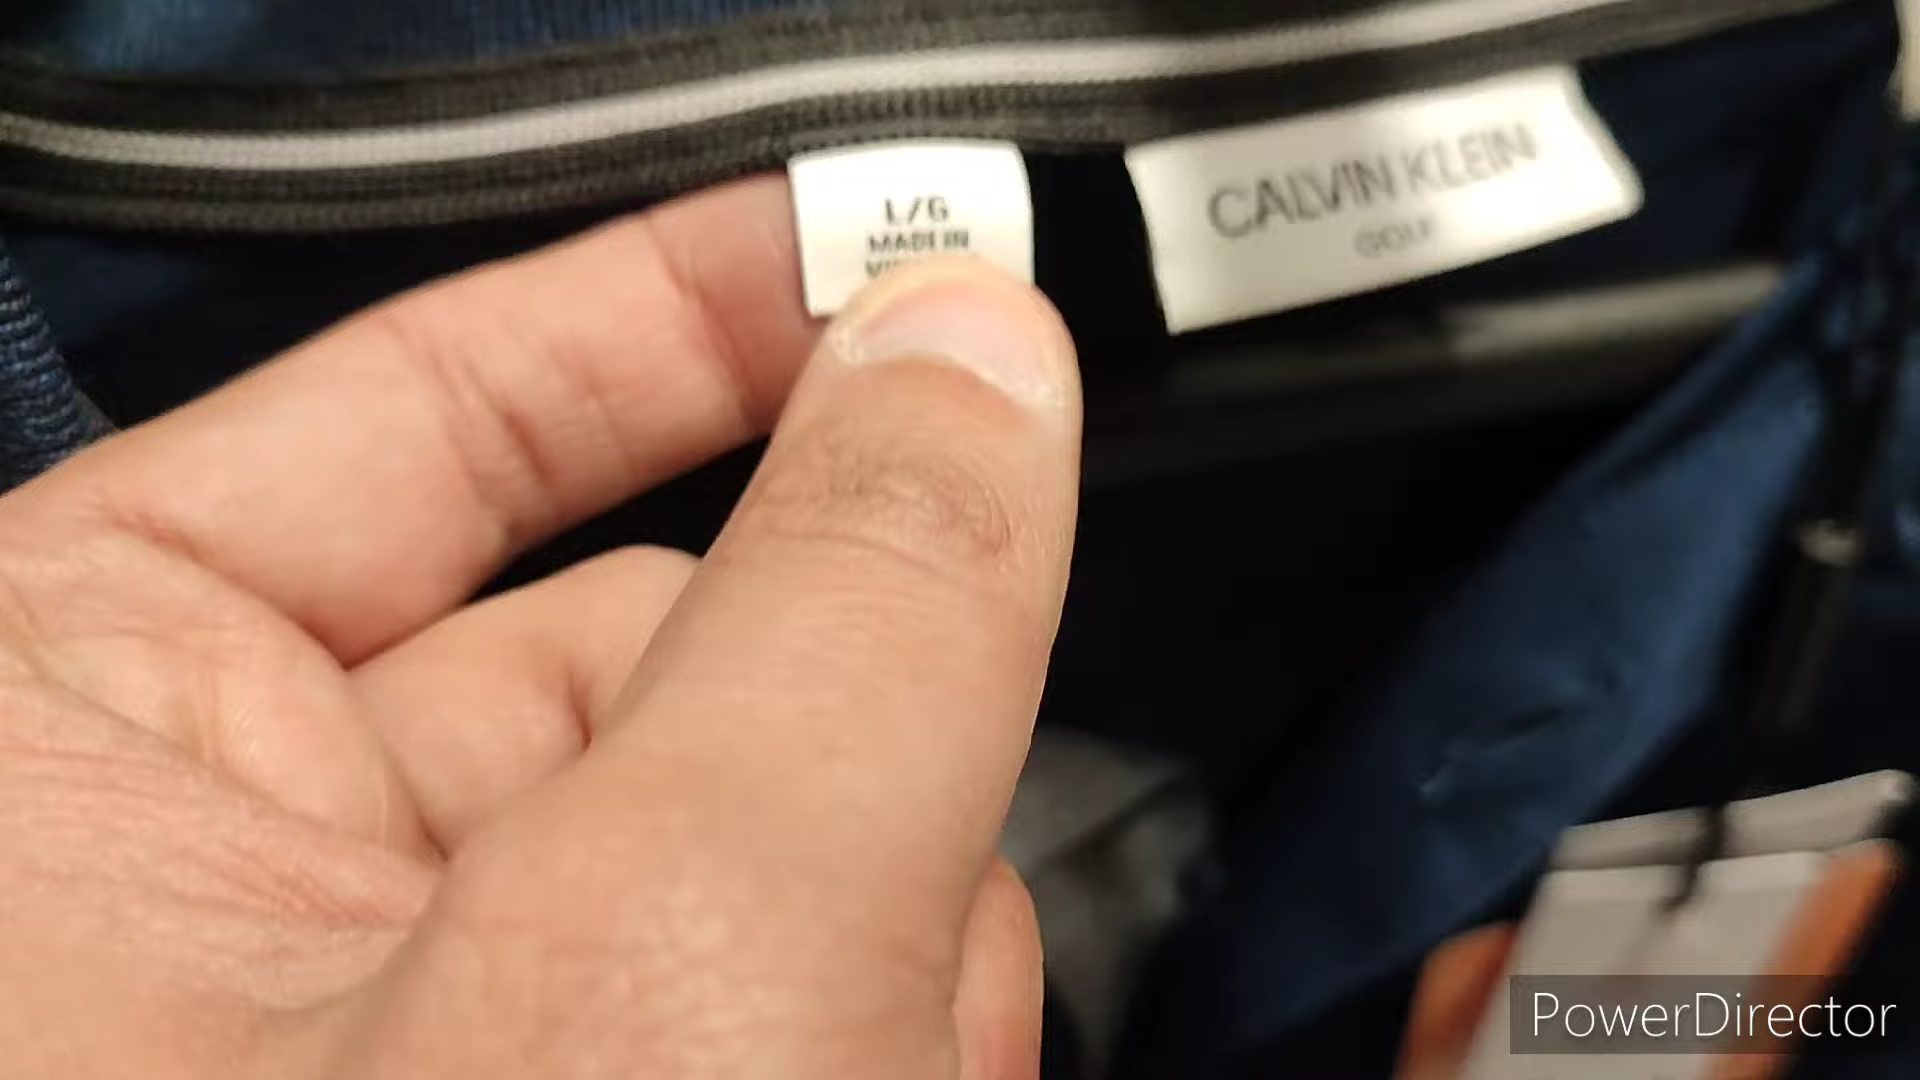 L/G
MADE IN
CALVIN KLEIN
GOLF
PowerDirector